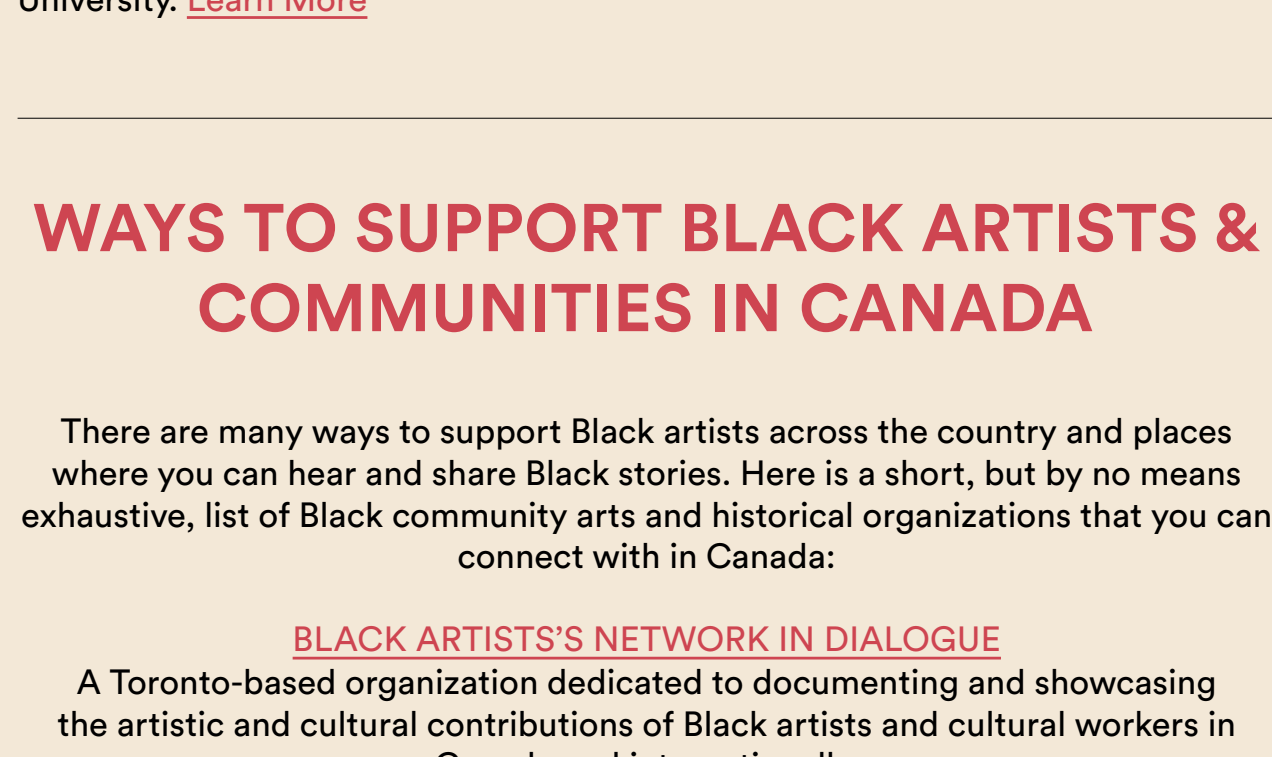 University. Learn More
WAYS TO SUPPORT BLACK ARTISTS &
COMMUNITIES IN CANADA
There are many ways to support Black artists across the country and places
where you can hear and share Black stories. Here is a short, but by no means
exhaustive, list of Black community arts and historical organizations that you can
connect with in Canada:
BLACK ARTISTS’S NETWORK IN DIALOGUE
A Toronto-based organization dedicated to documenting and showcasing
the artistic and cultural contributions of Black artists and cultural workers in